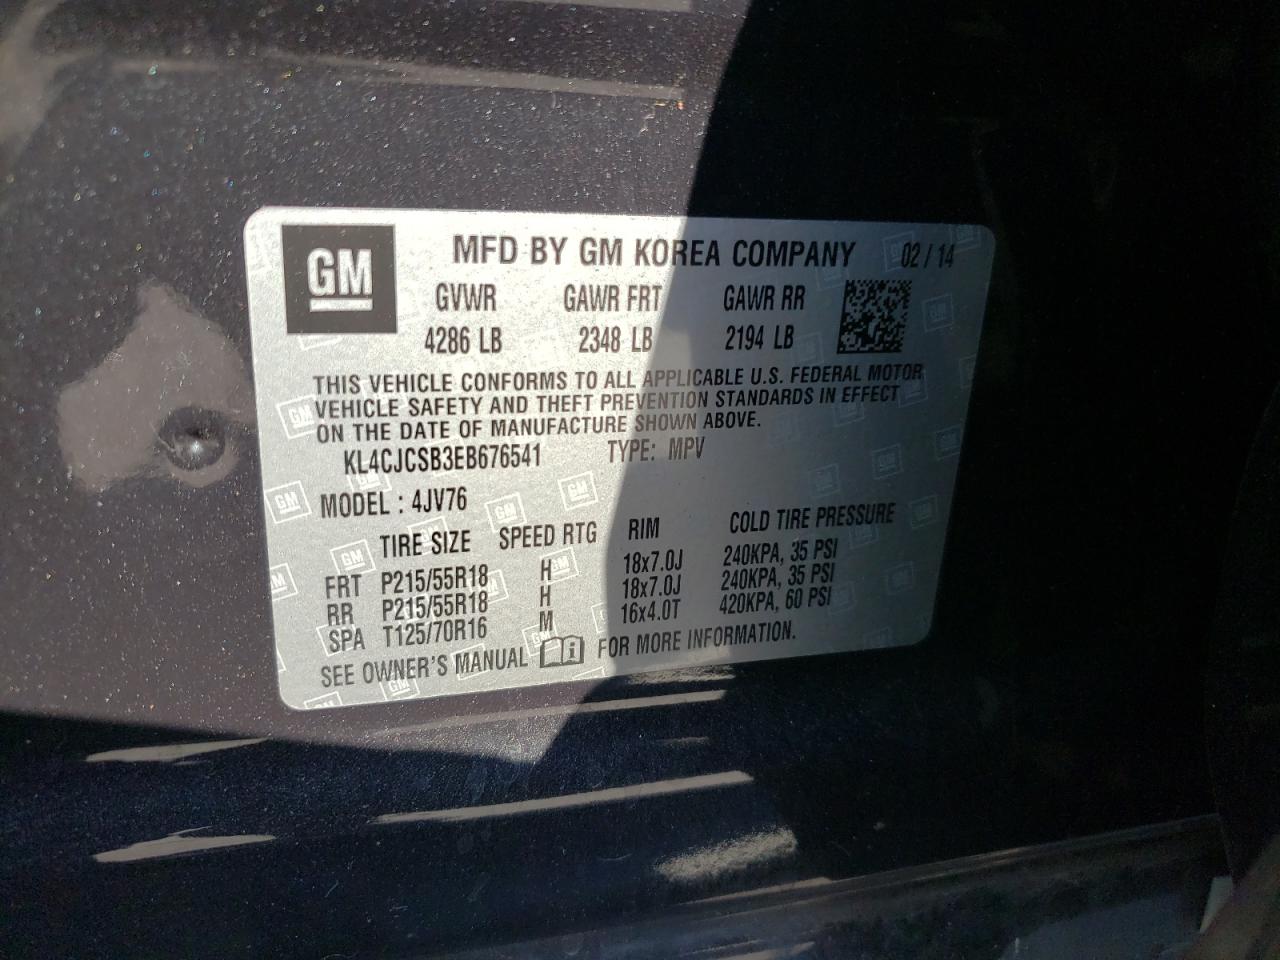 GM
MFD BY GM KOREA COMPANY 02 / 14
GVWR GAWR FRT GAWR RR
4286 LB 2348 LB 2194 LB
THIS VEHICLE CONFORMS TO ALL APPLICABLE U.S. FEDERAL MOTOR
VEHICLE SAFETY AND THEFT PREVENTION STANDARDS IN EFFECT
ON THE DATE OF MANUFACTURE SHOWN ABOVE.
KL4CJCSB3EB676541 TYPE: MPV
MODEL : 4JV76
TIRE SIZE SPEED RTG RIM COLD TIRE PRESSURE
FRT P215/55R18 H 18x7.0J 240KPA, 35 PSI
RR P215/55R18 H 18x7.0J 240KPA, 35 PSI
SPA T125/70R16 M 16x4.0T 420KPA, 60 PSI
SEE OWNER'S MANUAL i FOR MORE INFORMATION.